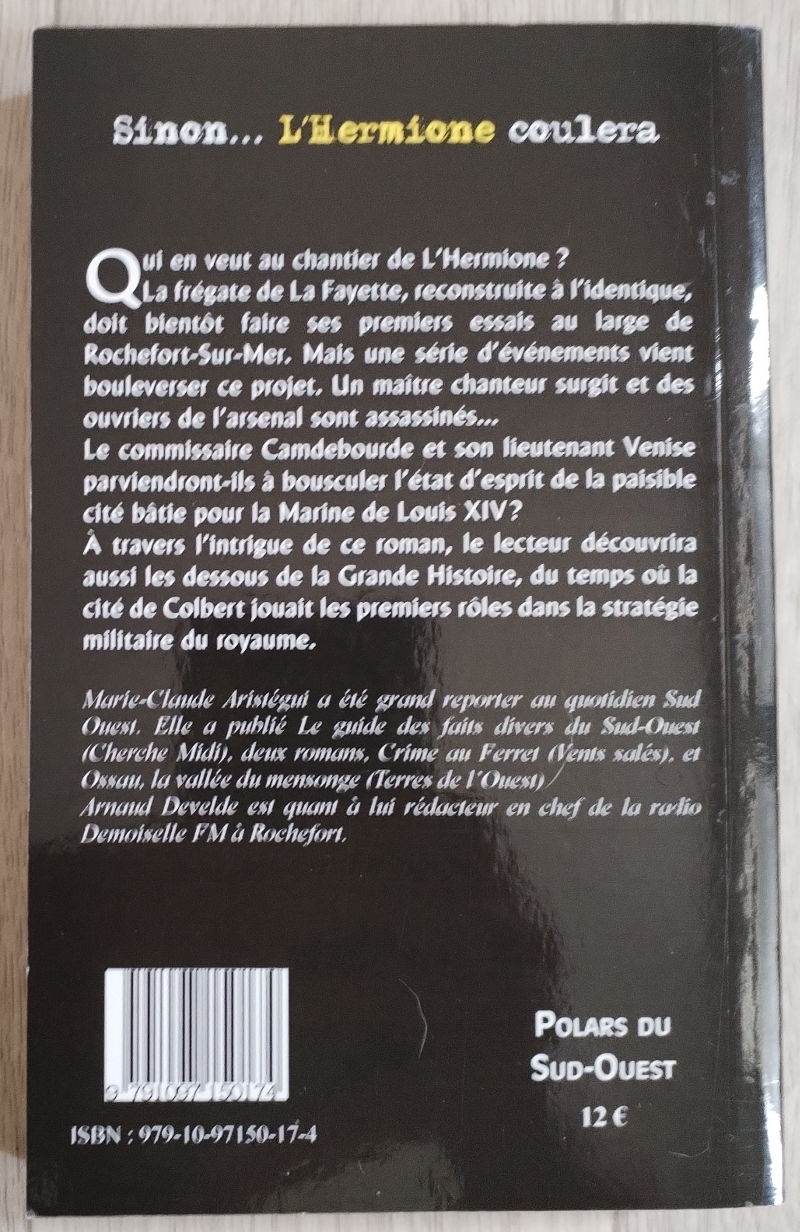 Sinon... L'Hermione coulera
Qui en veut au chantier de L'Hermione ?
La frégate de La Fayette, reconstruite à l'identique,
doit bientôt faire ses premiers essais au large de
Rochefort-Sur-Mer. Mais une série d'événements vient
bouleverser ce projet. Un maître chanteur surgit et des
ouvriers de l'arsenal sont assassinés...
Le commissaire Camdebourde et son lieutenant Venise
parviendront-ils à bousculer l'état d'esprit de la paisible
cité bâtie pour la Marine de Louis XIV?
À travers l'intrigue de ce roman, le lecteur découvrira
aussi les dessous de la Grande Histoire, du temps où la
cité de Colbert jouait les premiers rôles dans la stratégie
militaire du royaume.
Marie-Claude Aristégui a été grand reporter au quotidien Sud
Ouest. Elle a publié Le guide des faits divers du Sud-Ouest
(Cherche Midi), deux romans, Crime au Ferret (Vents salés), et
Ossau, la vallée du mensonge (Terres de l'Ouest)
Arnaud Develde est quant à lui rédacteur en chef de la radio
Demoiselle FM à Rochefort.
9 791097 150174
ISBN : 979-10-97150-17-4
POLARS DU
SUD-OUEST
12 €